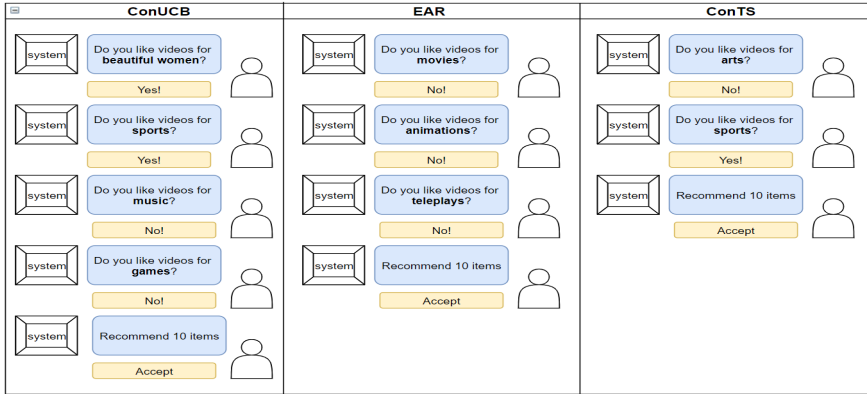 ConUCB
system
Do you like videos for
beautiful women?
Yes!
system
Do you like videos for
sports?
Yes!
system
Do you like videos for
music?
No!
system
Do you like videos for
games?
No!
system
Recommend 10 items
Accept
EAR
system
Do you like videos for
movies?
No!
system
Do you like videos for
animations?
No!
system
Do you like videos for
teleplays?
No!
system
Recommend 10 items
Accept
ConTS
system
Do you like videos for
arts?
No!
system
Do you like videos for
sports?
Yes!
system
Recommend 10 items
Accept